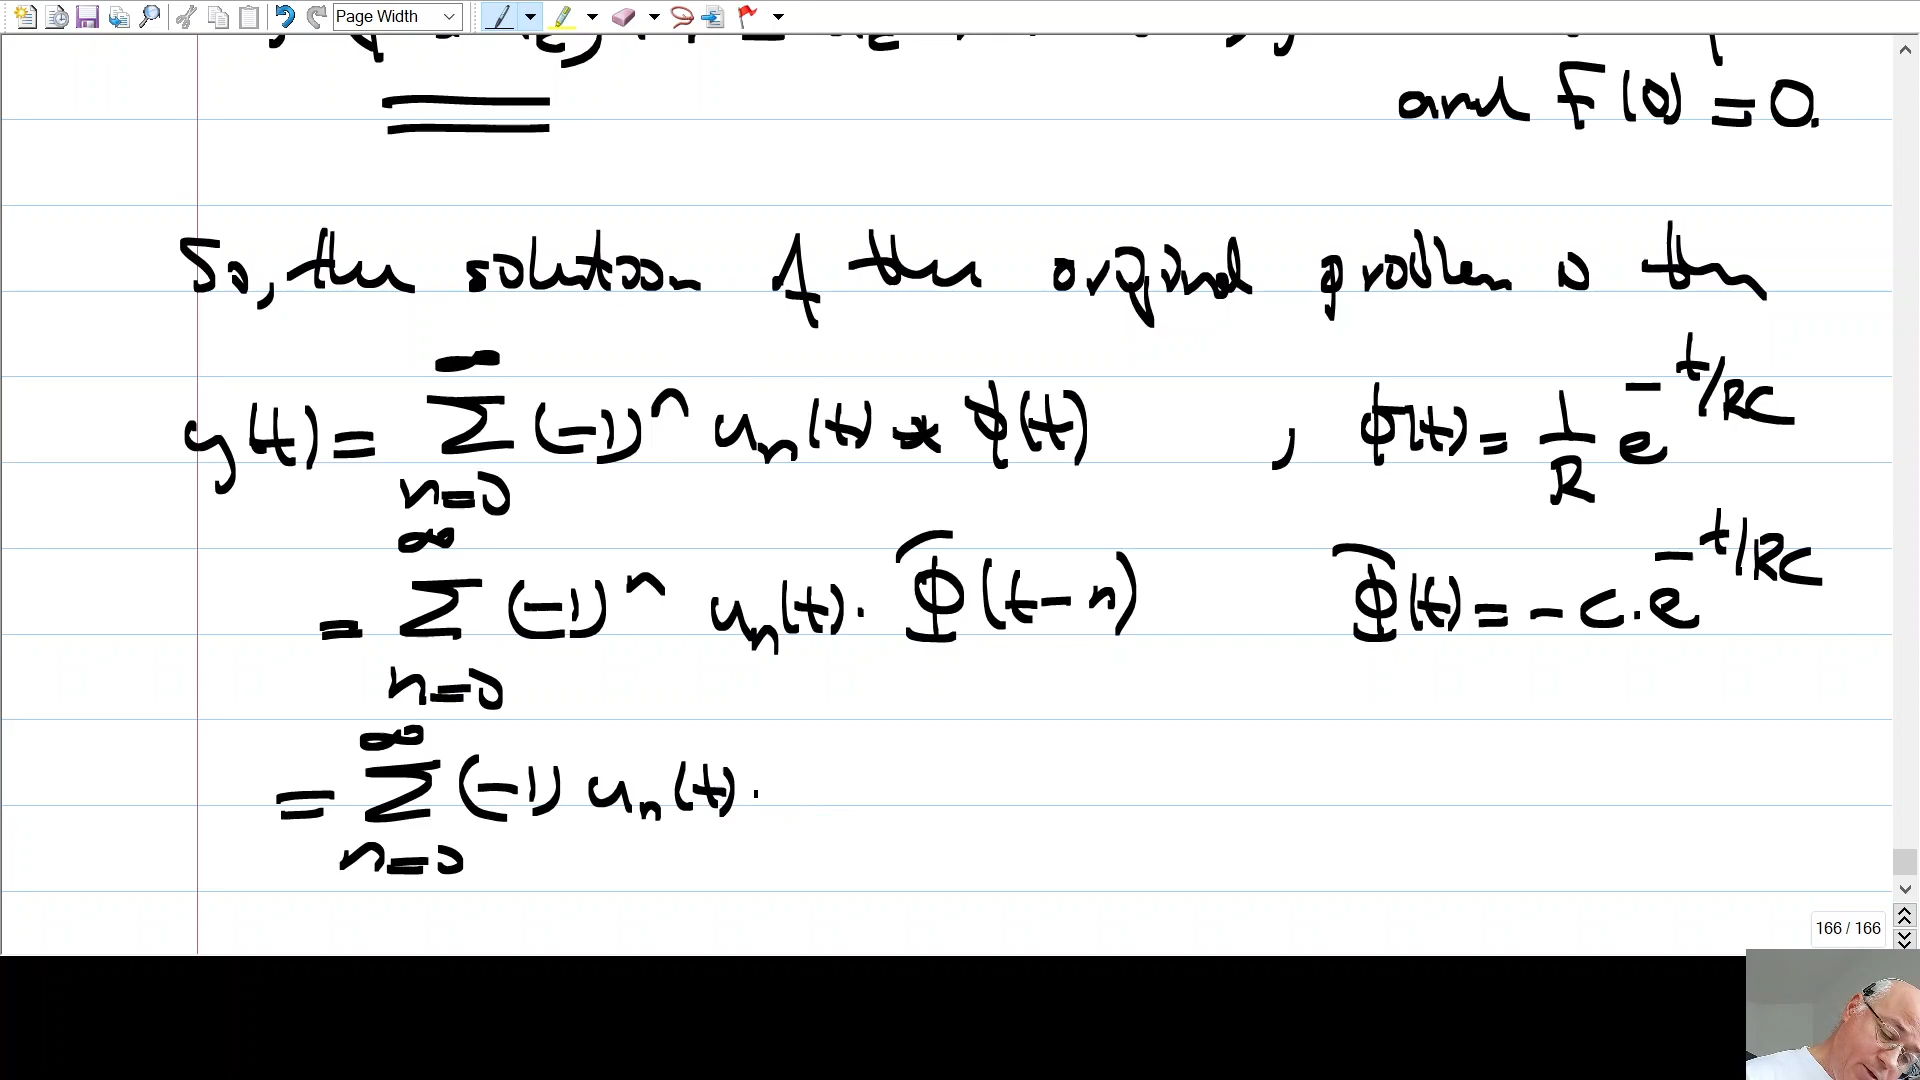 Page Width
and F(0) = 0.
So, the solution of the original problem is then
y(t) = ∑_{n=0}^{∞} (-1)^n u_n(t) * ϕ(t) , ϕ(t) = 1/R e^{-t/RC}
= ∑_{n=0}^{∞} (-1)^n u_n(t) · Φ(t-n) Φ(t) = -C · e^{-t/RC}
= ∑_{n=0}^{∞} (-1) u_n(t) ·
166 / 166